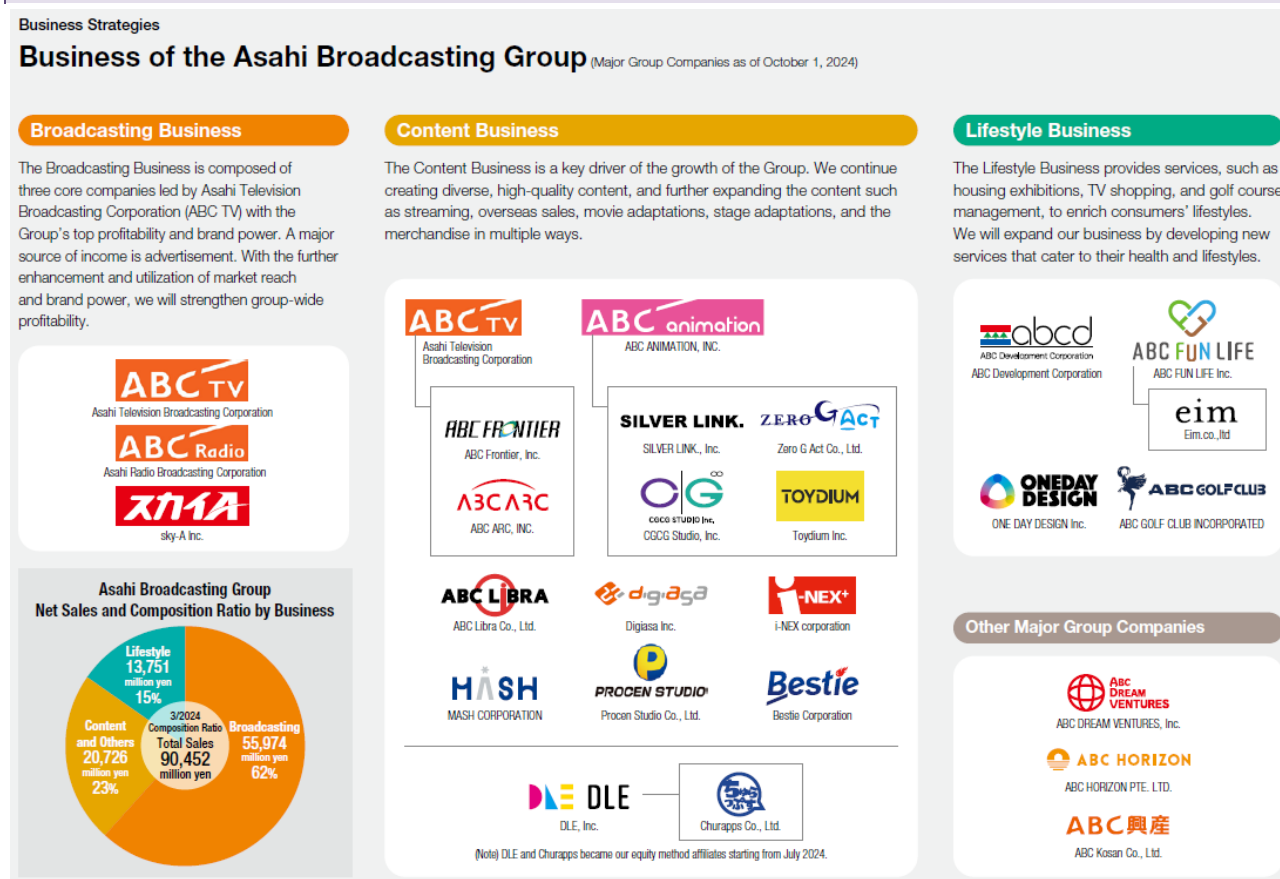 Business Strategies
Business of the Asahi Broadcasting Group (Major Group Companies as of October 1, 2024)
Broadcasting Business
The Broadcasting Business is composed of
three core companies led by Asahi Television
Broadcasting Corporation (ABC TV) with the
Group's top profitability and brand power. A major
source of income is advertisement. With the further
enhancement and utilization of market reach
and brand power, we will strengthen group-wide
profitability.
ABC TV
Asahi Television Broadcasting Corporation
ABC Radio
Asahi Radio Broadcasting Corporation
スカイA
sky-A Inc.
Asahi Broadcasting Group
Net Sales and Composition Ratio by Business
Lifestyle
13,751
million yen
15%
Content
and Others
20,726
million yen
23%
3/2024
Composition Ratio
Total Sales
90,452
million yen
Broadcasting
55,974
million yen
62%
Content Business
The Content Business is a key driver of the growth of the Group. We continue
creating diverse, high-quality content, and further expanding the content such
as streaming, overseas sales, movie adaptations, stage adaptations, and the
merchandise in multiple ways.
ABC TV
Asahi Television
Broadcasting Corporation
ABC animation
ABC ANIMATION, INC.
ABC FRONTIER
ABC Frontier, Inc.
ABCARC
ABC ARC, INC.
SILVER LINK.
SILVER LINK., Inc.
ZERO G ACT
Zero G Act Co., Ltd.
CG
CGCG STUDIO Inc.
CGCG Studio, Inc.
TOYDIUM
Toydium Inc.
ABC LiBRA
ABC Libra Co., Ltd.
digiasa
Digiasa Inc.
i-NEX+
i-NEX corporation
MASH
MASH CORPORATION
P
PROCEN STUDIO
Procen Studio Co., Ltd.
Bestie
Bestie Corporation
DLE DLE
DLE, Inc.
ちゅらっぷす
Churapps Co., Ltd.
(Note) DLE and Churapps became our equity method affiliates starting from July 2024.
Lifestyle Business
The Lifestyle Business provides services, such as
housing exhibitions, TV shopping, and golf course
management, to enrich consumers' lifestyles.
We will expand our business by developing new
services that cater to their health and lifestyles.
abcd
ABC Development Corporation
ABC Development Corporation
ABC FUN LIFE
ABC FUN LIFE Inc.
eim
Eim.co.,ltd
ONEDAY
DESIGN
ONE DAY DESIGN Inc.
ABC GOLF CLUB
ABC GOLF CLUB INCORPORATED
Other Major Group Companies
ABC
DREAM
VENTURES
ABC DREAM VENTURES, Inc.
ABC HORIZON
ABC HORIZON PTE. LTD.
ABC興産
ABC Kosan Co., Ltd.